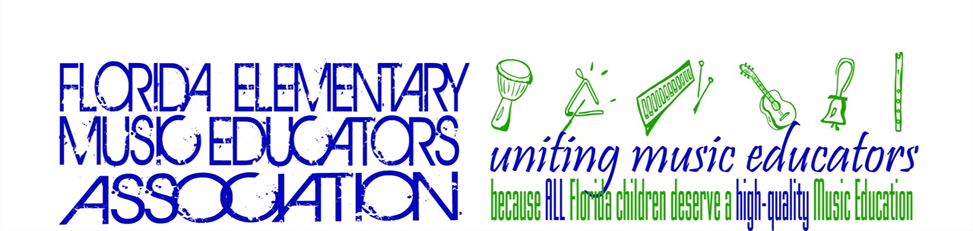 FLORIDA ELEMENTARY
MUSIC EDUCATORS
ASSOCIATION
uniting music educators
because ALL Florida children deserve a high-quality Music Education